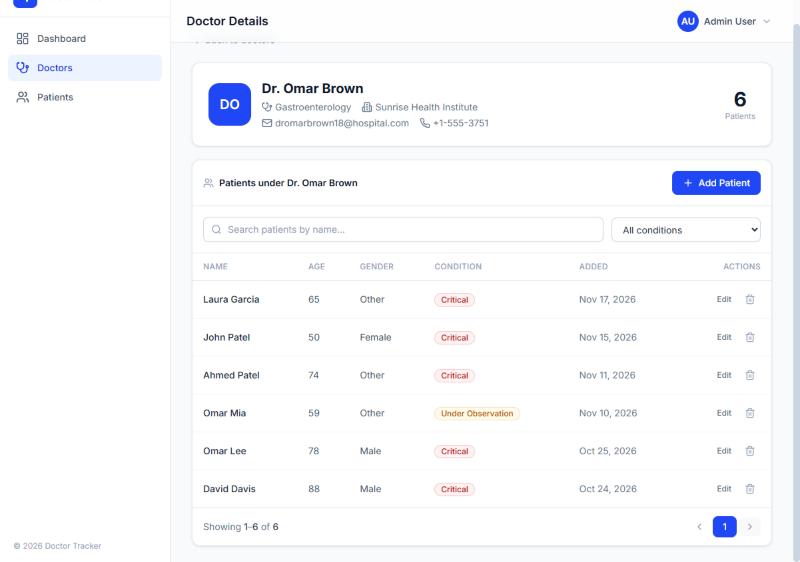 Doctor Details
AU Admin User
Dashboard
Doctors
Patients
DO
Dr. Omar Brown
Gastroenterology Sunrise Health Institute
dromarbrown18@hospital.com +1-555-3751
6
Patients
Patients under Dr. Omar Brown
Add Patient
Search patients by name...
All conditions
NAME AGE GENDER CONDITION ADDED ACTIONS
Laura Garcia 65 Other Critical Nov 17, 2026 Edit
John Patel 50 Female Critical Nov 15, 2026 Edit
Ahmed Patel 74 Other Critical Nov 11, 2026 Edit
Omar Mia 59 Other Under Observation Nov 10, 2026 Edit
Omar Lee 78 Male Critical Oct 25, 2026 Edit
David Davis 88 Male Critical Oct 24, 2026 Edit
Showing 1–6 of 6
1
© 2026 Doctor Tracker